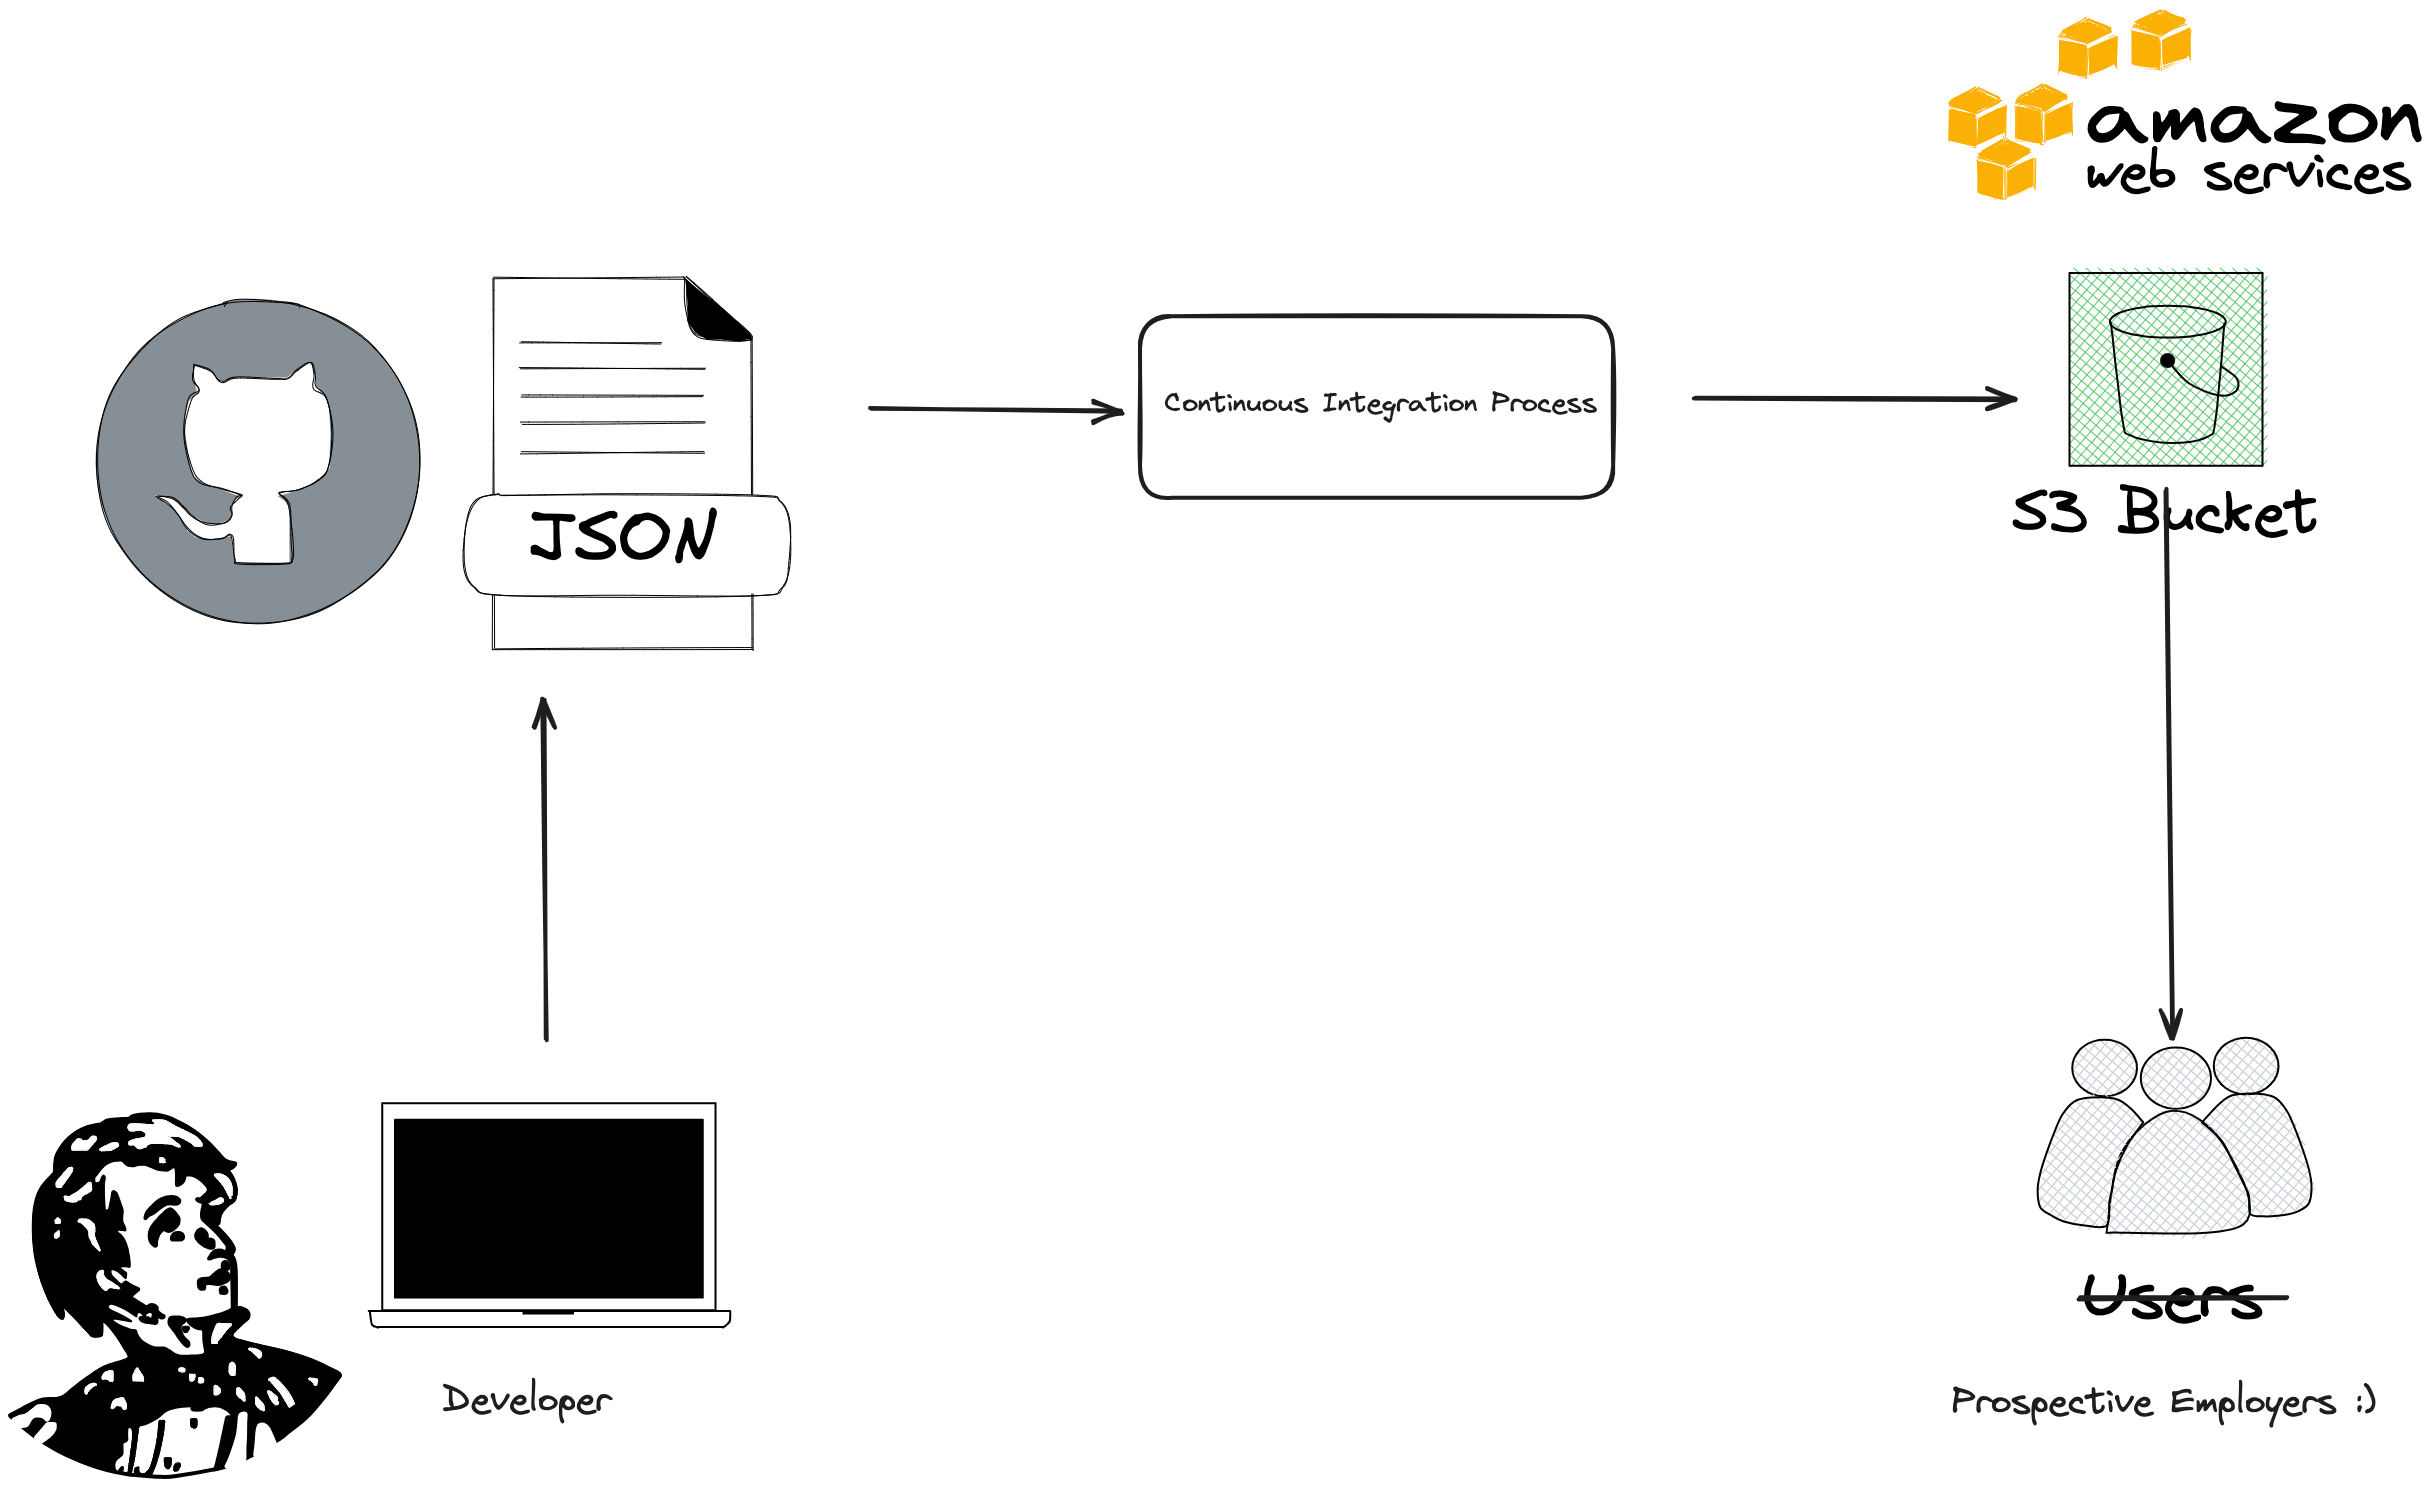 amazon
web services
Continuous Integration Process
S3 Bucket
JSON
Users
Developer
Prospective Employers :)